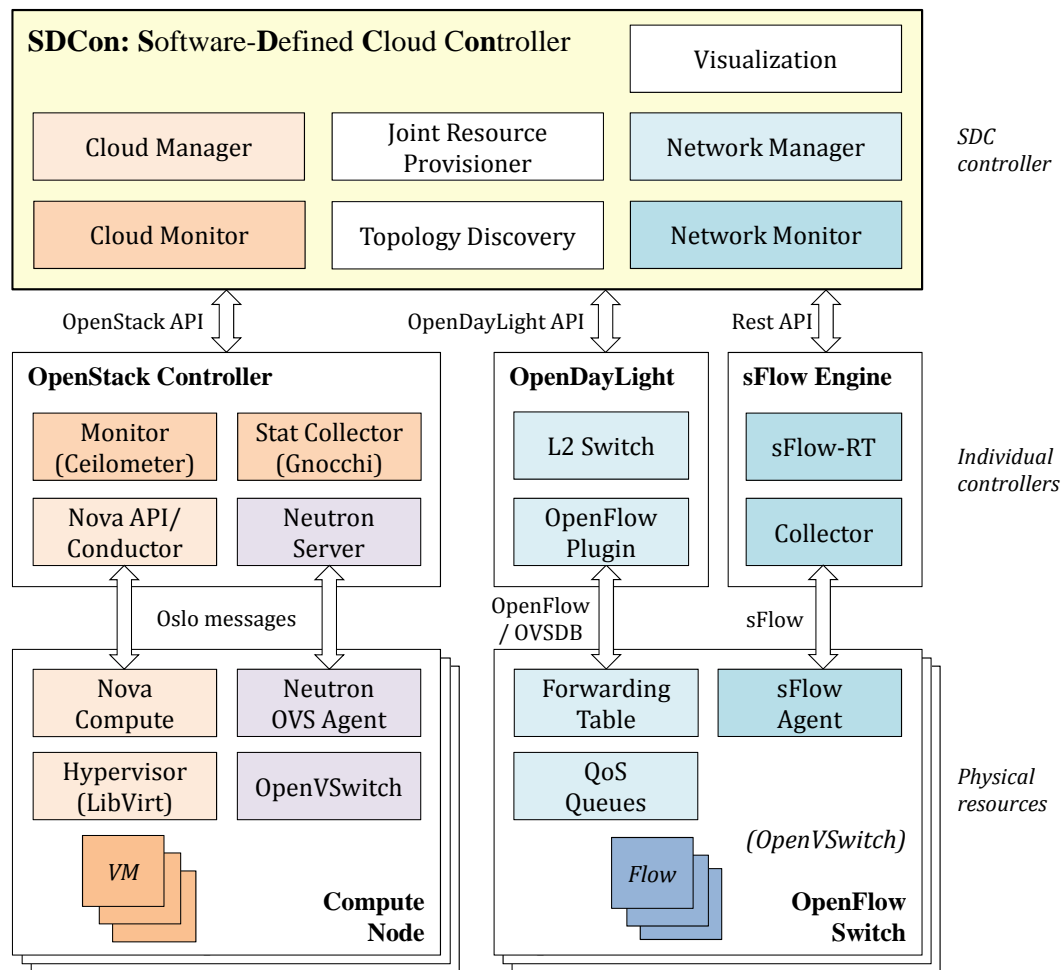 SDCon: Software-Defined Cloud Controller
Visualization
Cloud Manager
Joint Resource
Provisioner
Network Manager
SDC
controller
Cloud Monitor
Topology Discovery
Network Monitor
OpenStack API
OpenDayLight API
Rest API
OpenStack Controller
Monitor
(Ceilometer)
Stat Collector
(Gnocchi)
Nova API/
Conductor
Neutron
Server
OpenDayLight
L2 Switch
OpenFlow
Plugin
sFlow Engine
sFlow-RT
Collector
Individual
controllers
Oslo messages
OpenFlow
/ OVSDB
sFlow
Nova
Compute
Neutron
OVS Agent
Hypervisor
(LibVirt)
OpenVSwitch
VM
Compute
Node
Forwarding
Table
sFlow
Agent
QoS
Queues
(OpenVSwitch)
Flow
OpenFlow
Switch
Physical
resources